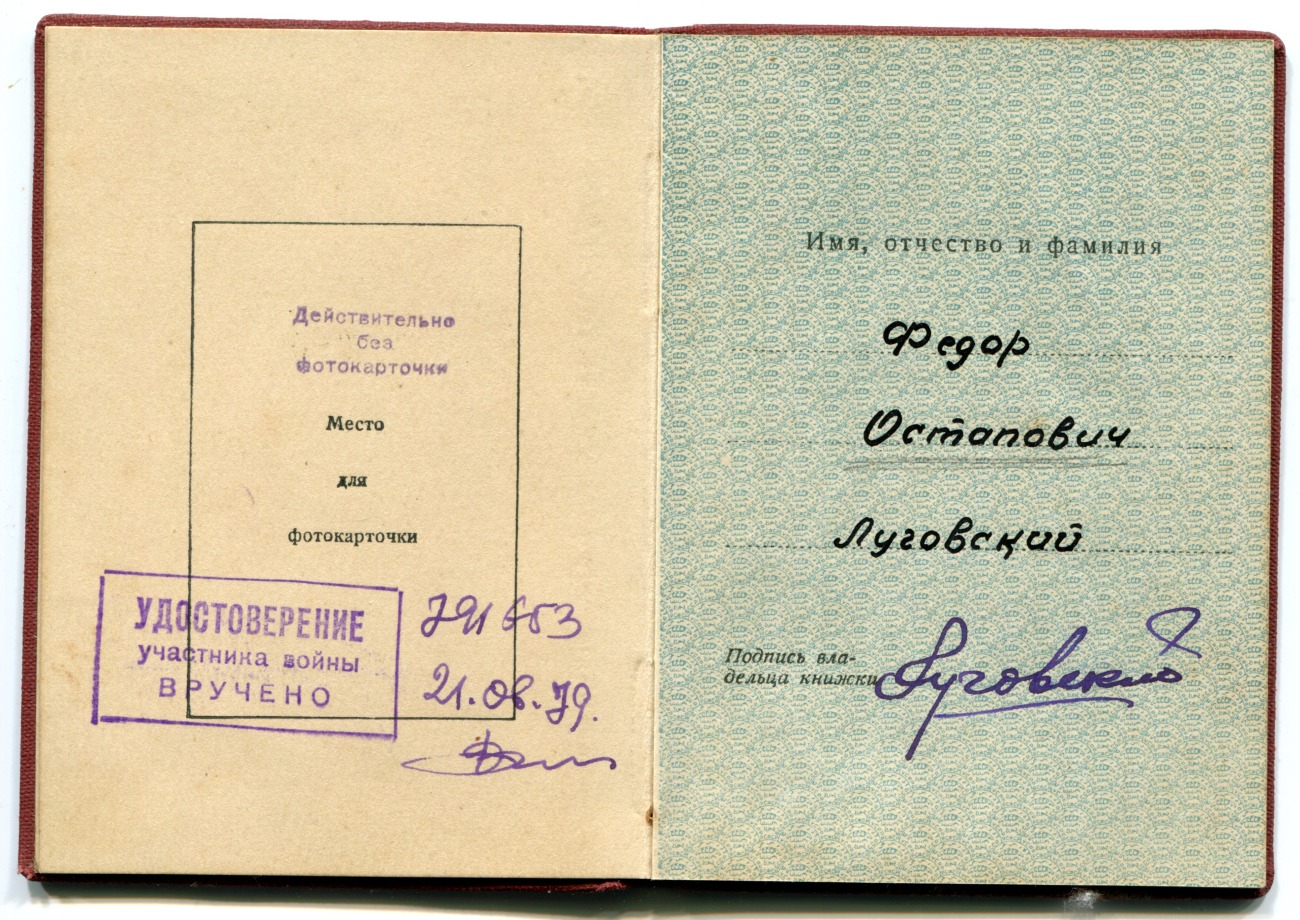 Действительно
без
фотокарточки
Место
для
фотокарточки
УДОСТОВЕРЕНИЕ
участника войны
ВРУЧЕНО
791653
21.08.79.
Имя, отчество и фамилия
Федор
Остапович
Луговский
Подпись вла-
дельца книжки
Луговский